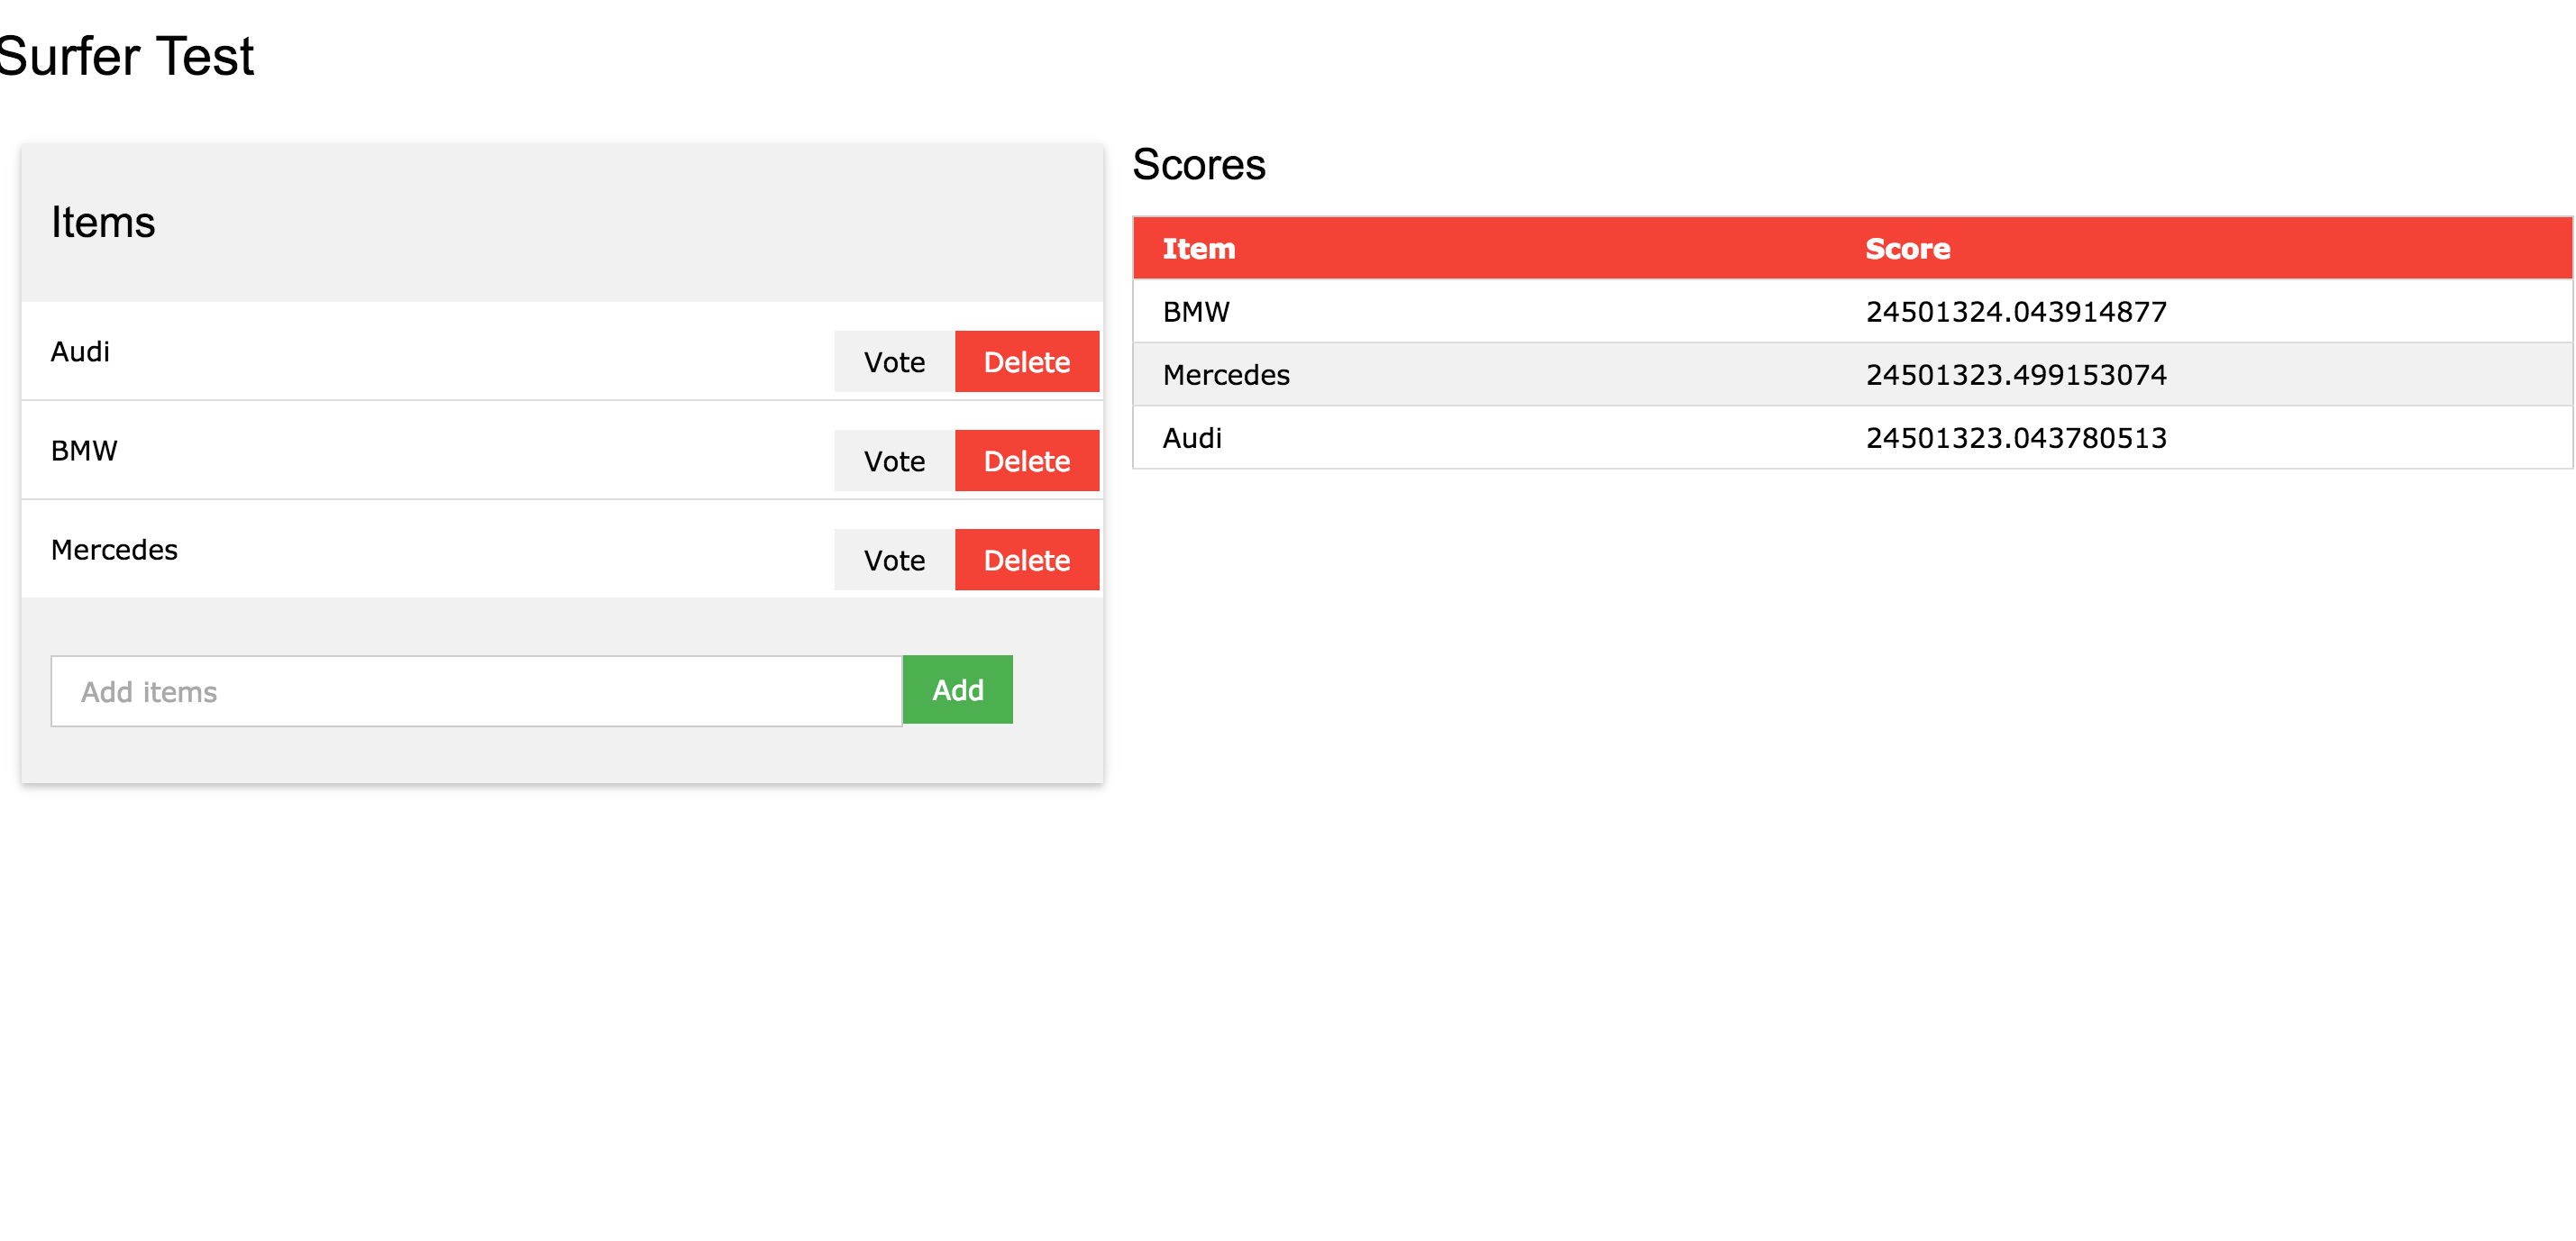 Surfer Test
Items
Audi Vote Delete
BMW Vote Delete
Mercedes Vote Delete
Add items Add
Scores
Item Score
BMW 24501324.043914877
Mercedes 24501323.499153074
Audi 24501323.043780513